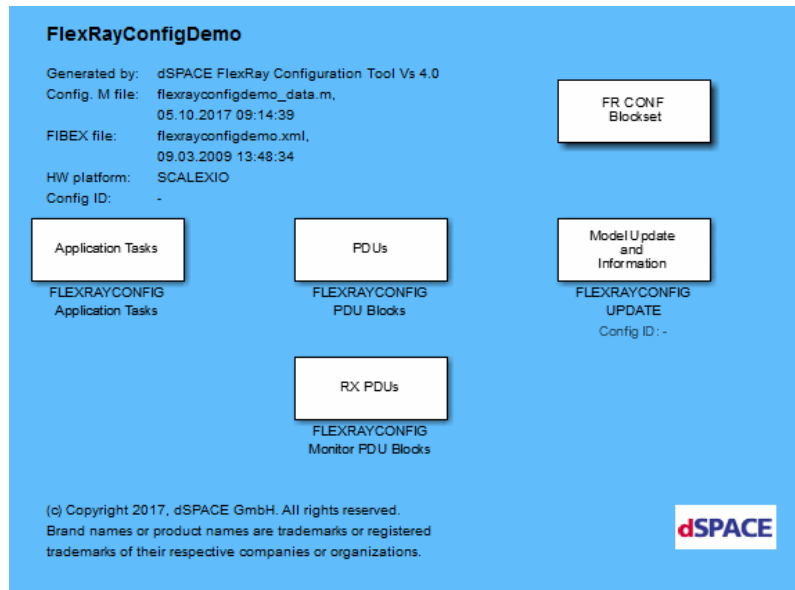 FlexRayConfigDemo
Generated by: dSPACE FlexRay Configuration Tool Vs 4.0
Config. M file: flexrayconfigdemo_data.m,
05.10.2017 09:14:39
FIBEX file: flexrayconfigdemo.xml,
09.03.2009 13:48:34
HW platform: SCALEXIO
Config ID: -
FR CONF
Blockset
Application Tasks
FLEXRAYCONFIG
Application Tasks
PDUs
FLEXRAYCONFIG
PDU Blocks
Model Update
and
Information
FLEXRAYCONFIG
UPDATE
Config ID: -
RX PDUs
FLEXRAYCONFIG
Monitor PDU Blocks
(c) Copyright 2017, dSPACE GmbH. All rights reserved.
Brand names or product names are trademarks or registered
trademarks of their respective companies or organizations.
dSPACE